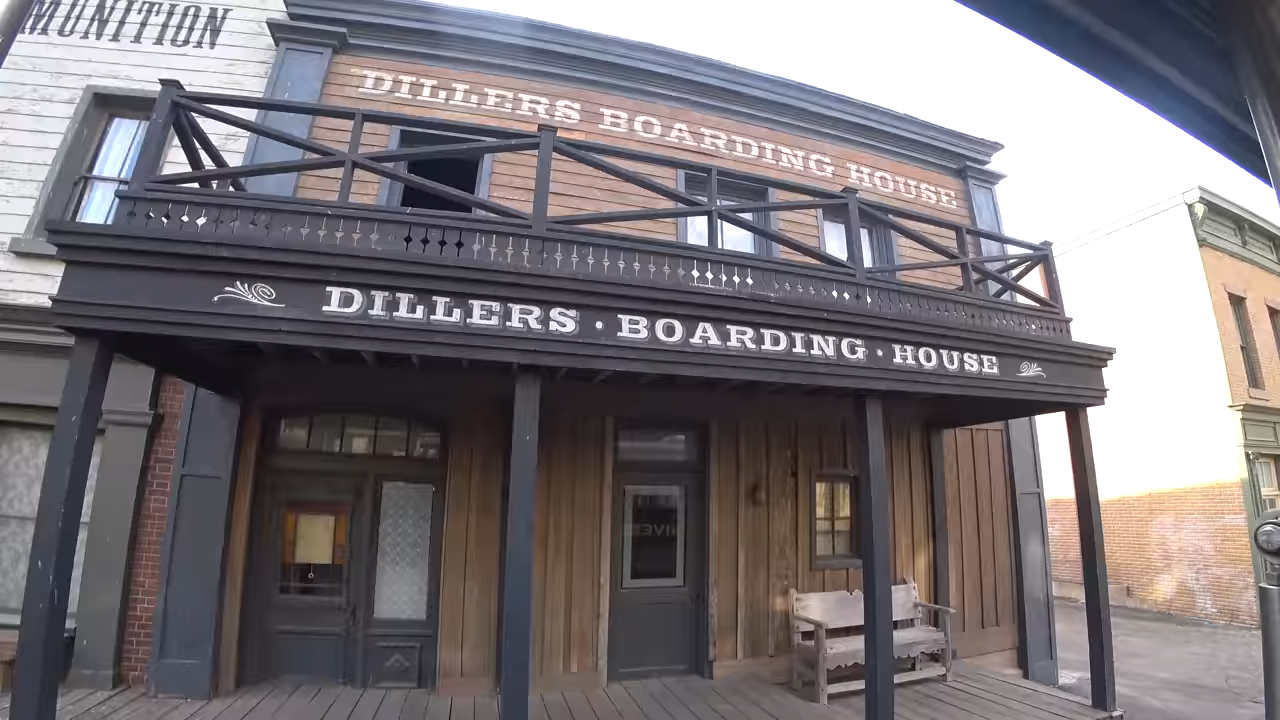 MUNITION
DILLERS BOARDING HOUSE
DILLERS · BOARDING · HOUSE